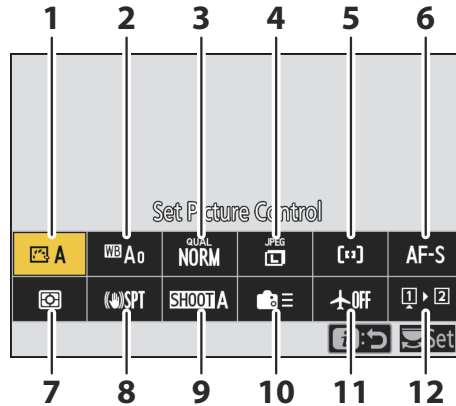 1 2 3 4 5 6
Set Picture Control
A WB A0 QUAL NORM JPEG L AF-S
SPT SHOOT A OFF 1 2
i : Set
7 8 9 10 11 12